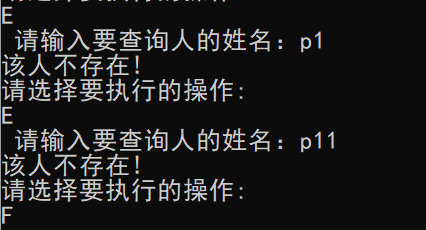 E
 请输入要查询人的姓名：p1
该人不存在!
请选择要执行的操作:
E
 请输入要查询人的姓名：p11
该人不存在!
请选择要执行的操作:
F